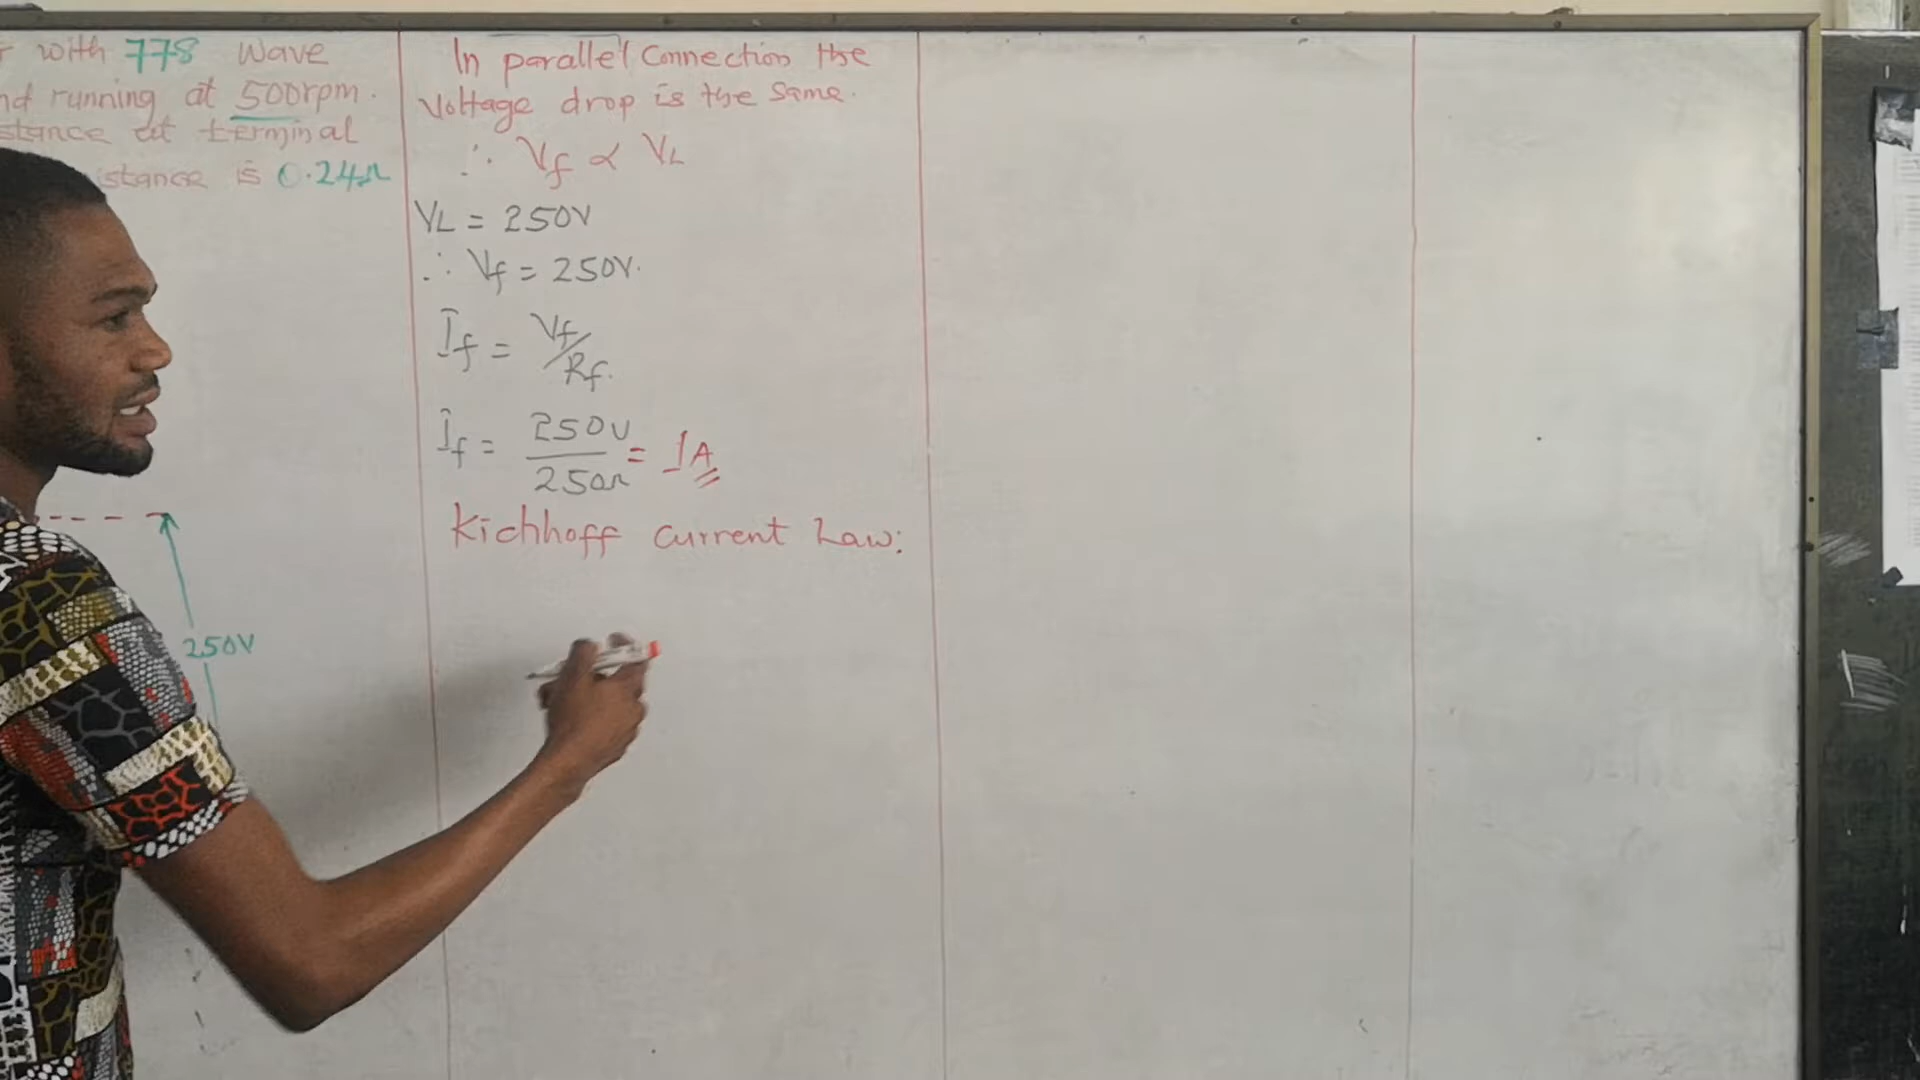 with 778 Wave
nd running at 500rpm.
stance at terminal
istance is 0.24Ω
250V
In parallel Connection the
Voltage drop is the same.
∴ Vf ∝ VL
VL = 250V
∴ Vf = 250V.
If = Vf/Rf.
If = 250V/250Ω = 1A
Kichhoff Current Law: